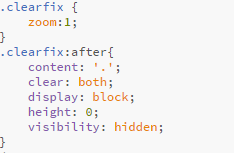 .clearfix {
zoom:1;
}
.clearfix:after{
content: '.';
clear: both;
display: block;
height: 0;
visibility: hidden;
}